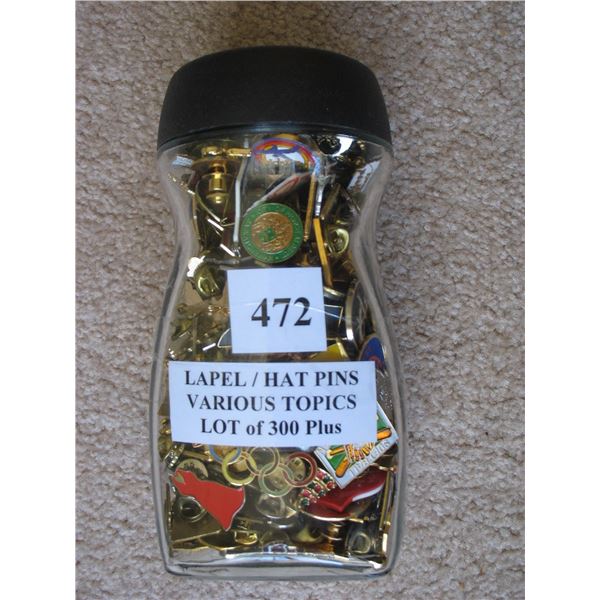 472
LAPEL / HAT PINS
VARIOUS TOPICS
LOT of 300 Plus